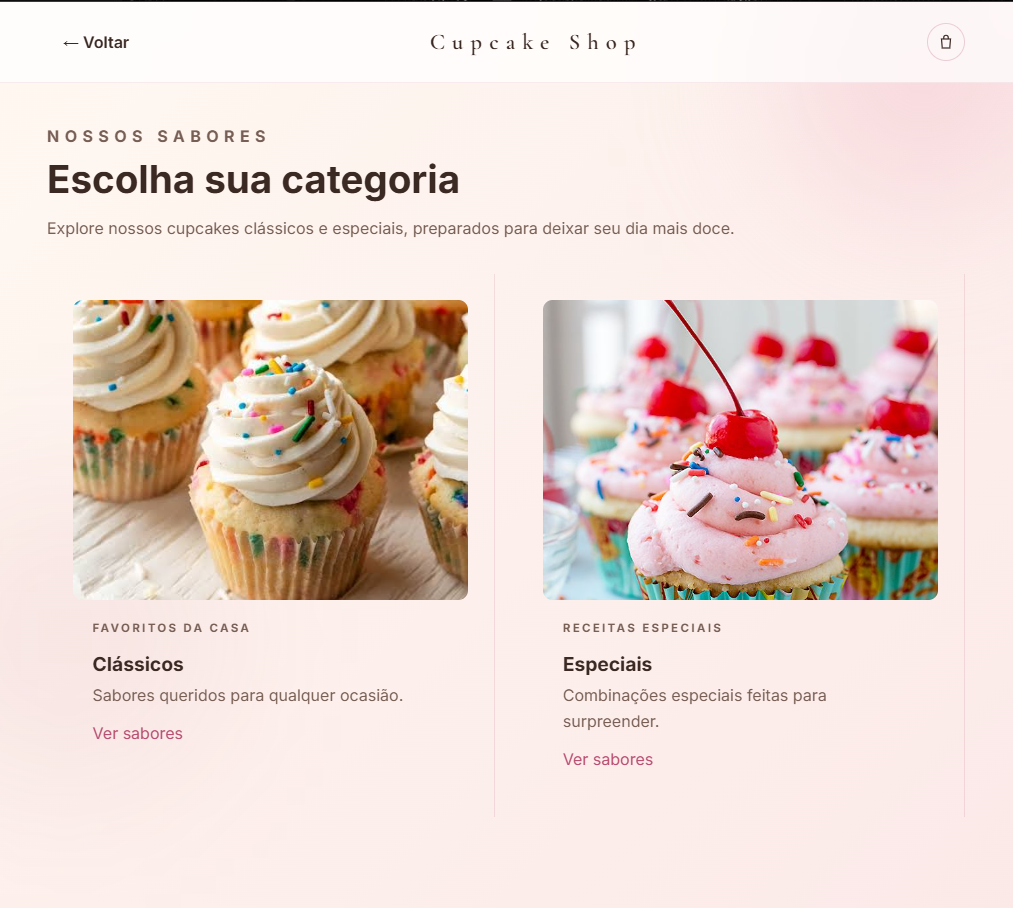 ← Voltar
Cupcake Shop
NOSSOS SABORES
Escolha sua categoria
Explore nossos cupcakes clássicos e especiais, preparados para deixar seu dia mais doce.
FAVORITOS DA CASA
Clássicos
Sabores queridos para qualquer ocasião.
Ver sabores
RECEITAS ESPECIAIS
Especiais
Combinações especiais feitas para
surpreender.
Ver sabores